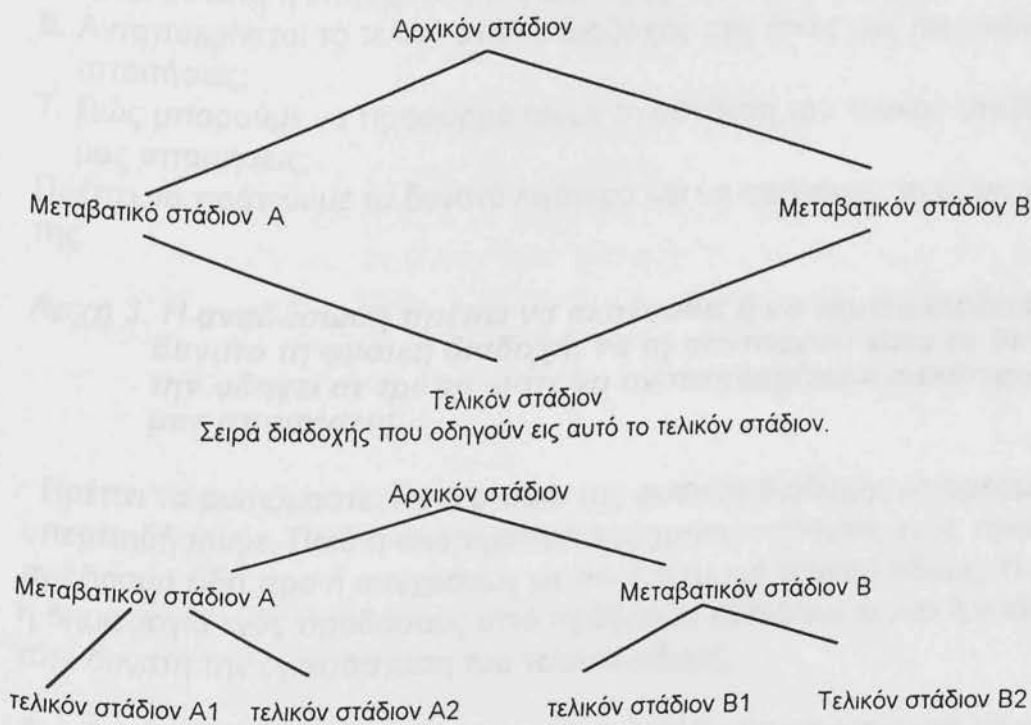 Αρχικόν στάδιον
Μεταβατικό στάδιον Α Μεταβατικόν στάδιον Β
Τελικόν στάδιον
Σειρά διαδοχής που οδηγούν εις αυτό το τελικόν στάδιον.
Αρχικόν στάδιον
Μεταβατικόν στάδιον Α Μεταβατικόν στάδιον Β
τελικόν στάδιον Α1 τελικόν στάδιον Α2 τελικόν στάδιον Β1 Τελικόν στάδιον Β2